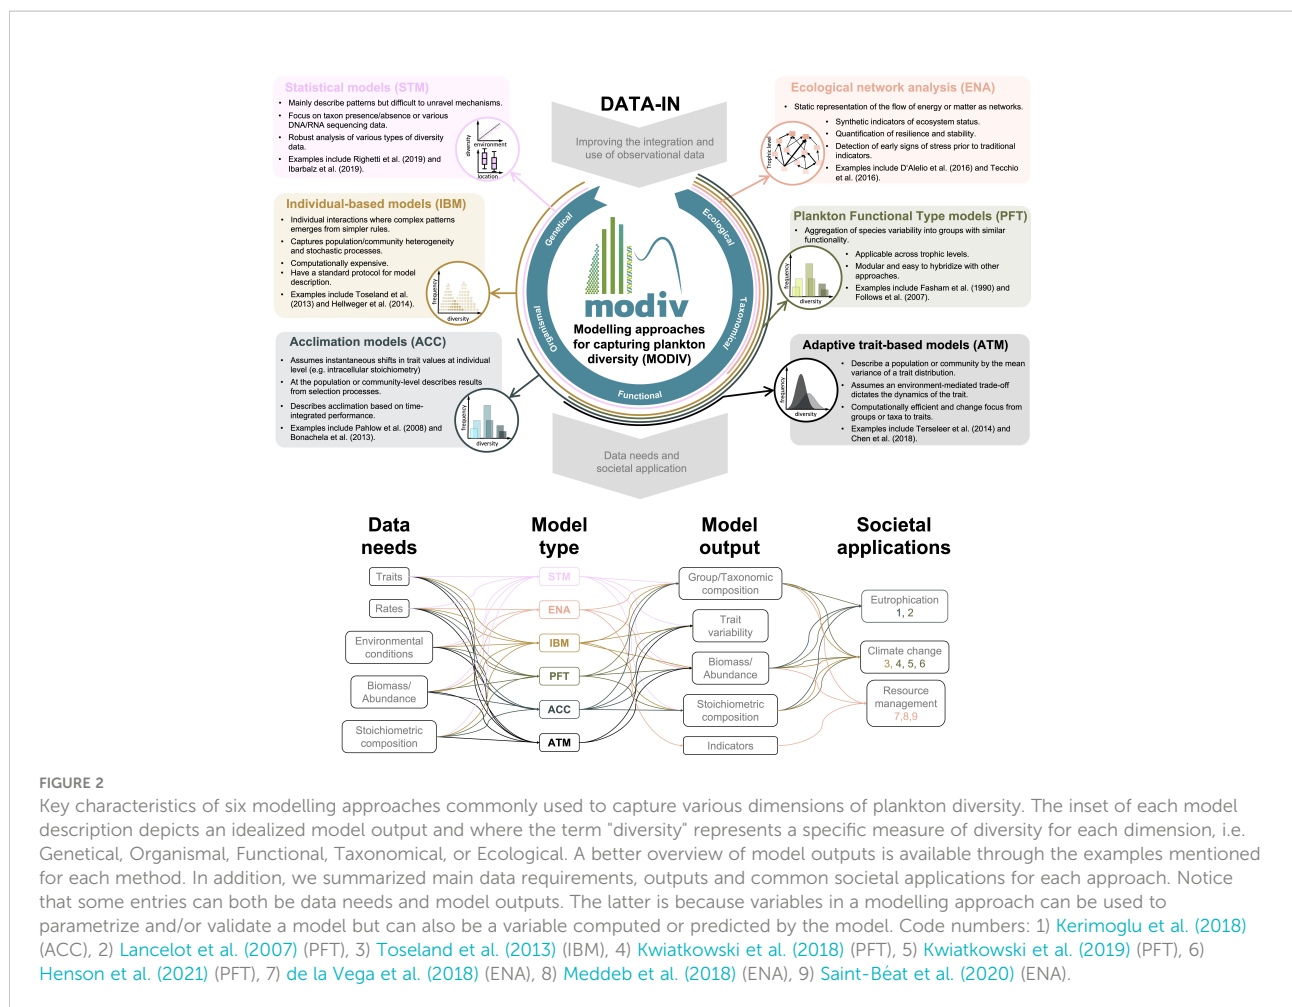 DATA-IN
Improving the integration and
use of observational data
Statistical models (STM)
• Mainly describe patterns but difficult to unravel mechanisms.
• Focus on taxon presence/absence or various
DNA/RNA sequencing data.
• Robust analysis of various types of diversity
data.
• Examples include Righetti et al. (2019) and
Ibarbalz et al. (2019).
diversity
environment
location
Individual-based models (IBM)
• Individual interactions where complex patterns
emerges from simpler rules.
• Captures population/community heterogeneity
and stochastic processes.
• Computationally expensive.
• Have a standard protocol for model
description.
• Examples include Toseland et al.
(2013) and Hellweger et al. (2014).
frequency
diversity
Acclimation models (ACC)
• Assumes instantaneous shifts in trait values at individual
level (e.g. intracellular stoichiometry)
• At the population or community-level describes results
from selection processes.
• Describes acclimation based on time-
integrated performance.
• Examples include Pahlow et al. (2008) and
Bonachela et al. (2013).
frequency
diversity
Genetical
Organismal
Functional
Taxonomical
Ecological
modiv
Modelling approaches
for capturing plankton
diversity (MODIV)
Ecological network analysis (ENA)
• Static representation of the flow of energy or matter as networks.
• Synthetic indicators of ecosystem status.
• Quantification of resilience and stability.
• Detection of early signs of stress prior to traditional
indicators.
• Examples include D'Alelio et al. (2016) and Tecchio
et al. (2016).
Trophic level
Plankton Functional Type models (PFT)
• Aggregation of species variability into groups with similar
functionality.
• Applicable across trophic levels.
• Modular and easy to hybridize with other
approaches.
• Examples include Fasham et al. (1990) and
Follows et al. (2007).
frequency
diversity
Adaptive trait-based models (ATM)
• Describe a population or community by the mean
variance of a trait distribution.
• Assumes an environment-mediated trade-off
dictates the dynamics of the trait.
• Computationally efficient and change focus from
groups or taxa to traits.
• Examples include Terseleer et al. (2014) and
Chen et al. (2018).
frequency
diversity
Data needs and
societal application
Data
needs
Model
type
Model
output
Societal
applications
Traits
Rates
Environmental
conditions
Biomass/
Abundance
Stoichiometric
composition
STM
ENA
IBM
PFT
ACC
ATM
Group/Taxonomic
composition
Trait
variability
Biomass/
Abundance
Stoichiometric
composition
Indicators
Eutrophication
1, 2
Climate change
3, 4, 5, 6
Resource
management
7,8,9
FIGURE 2
Key characteristics of six modelling approaches commonly used to capture various dimensions of plankton diversity. The inset of each model
description depicts an idealized model output and where the term "diversity" represents a specific measure of diversity for each dimension, i.e.
Genetical, Organismal, Functional, Taxonomical, or Ecological. A better overview of model outputs is available through the examples mentioned
for each method. In addition, we summarized main data requirements, outputs and common societal applications for each approach. Notice
that some entries can both be data needs and model outputs. The latter is because variables in a modelling approach can be used to
parametrize and/or validate a model but can also be a variable computed or predicted by the model. Code numbers: 1) Kerimoglu et al. (2018)
(ACC), 2) Lancelot et al. (2007) (PFT), 3) Toseland et al. (2013) (IBM), 4) Kwiatkowski et al. (2018) (PFT), 5) Kwiatkowski et al. (2019) (PFT), 6)
Henson et al. (2021) (PFT), 7) de la Vega et al. (2018) (ENA), 8) Meddeb et al. (2018) (ENA), 9) Saint-Béat et al. (2020) (ENA).